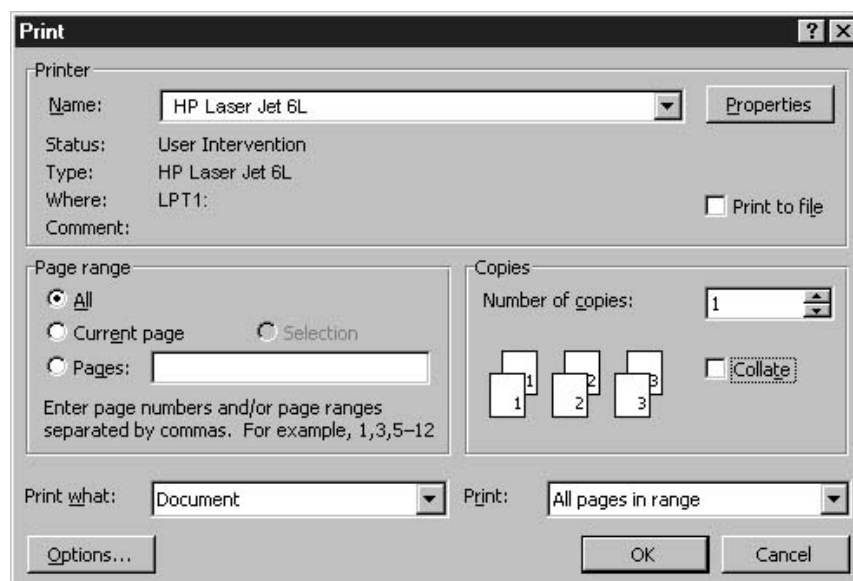 Print
Printer
Name: HP Laser Jet 6L Properties
Status: User Intervention
Type: HP Laser Jet 6L
Where: LPT1: Print to file
Comment:
Page range
All
Current page Selection
Pages:
Enter page numbers and/or page ranges
separated by commas. For example, 1,3,5–12
Copies
Number of copies: 1
1 1 2 2 3 3
Collate
Print what: Document Print: All pages in range
Options... OK Cancel